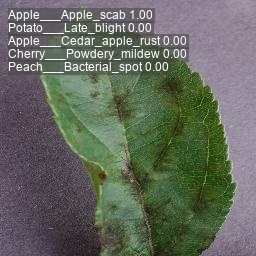 Apple___Apple_scab 1.00
Potato___Late_blight 0.00
Apple___Cedar_apple_rust 0.00
Cherry___Powdery_mildew 0.00
Peach___Bacterial_spot 0.00